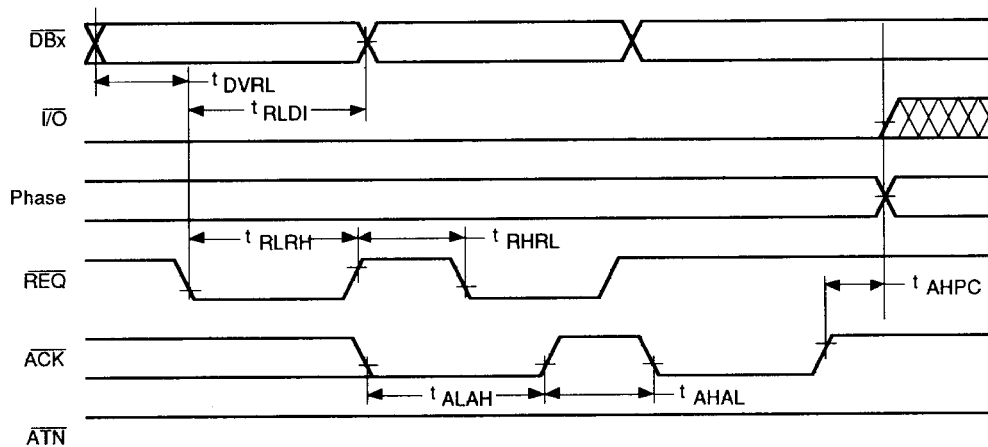 DBx
t DVRL
t RLDI
I/O
Phase
t RLRH
t RHRL
REQ
t AHPC
ACK
t ALAH
t AHAL
ATN